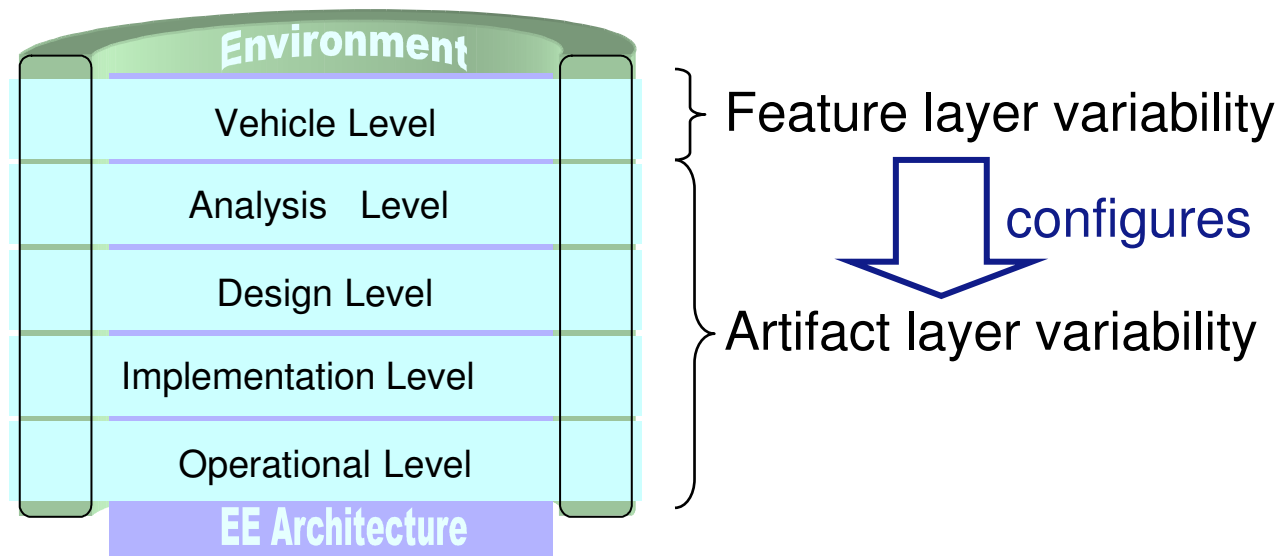 Environment
Vehicle Level
Analysis Level
Design Level
Implementation Level
Operational Level
EE Architecture
Feature layer variability
configures
Artifact layer variability